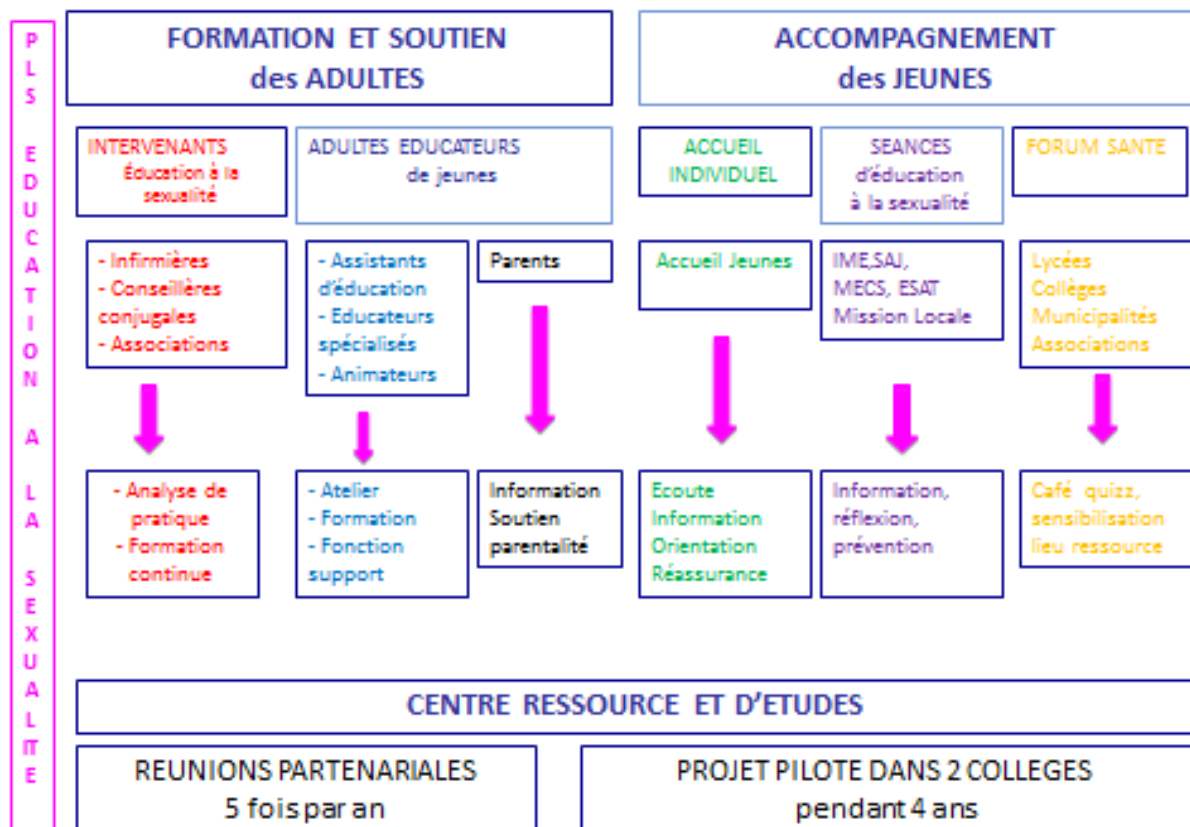 PLS EDUCATION A LA SEXUALITE
FORMATION ET SOUTIEN
des ADULTES
ACCOMPAGNEMENT
des JEUNES
INTERVENANTS
Éducation à la
sexualité
ADULTES EDUCATEURS
de jeunes
ACCUEIL
INDIVIDUEL
SEANCES
d'éducation
à la sexualité
FORUM SANTE
- Infirmières
- Conseillères
conjugales
- Associations
- Assistants
d'éducation
- Educateurs
spécialisés
- Animateurs
Parents
Accueil Jeunes
IME,SAJ,
MECS, ESAT
Mission Locale
Lycées
Collèges
Municipalités
Associations
- Analyse de
pratique
- Formation
continue
- Atelier
- Formation
- Fonction
support
Information
Soutien
parentalité
Ecoute
Information
Orientation
Réassurance
Information,
réflexion,
prévention
Café quizz,
sensibilisation
lieu ressource
CENTRE RESSOURCE ET D'ETUDES
REUNIONS PARTENARIALES
5 fois par an
PROJET PILOTE DANS 2 COLLEGES
pendant 4 ans